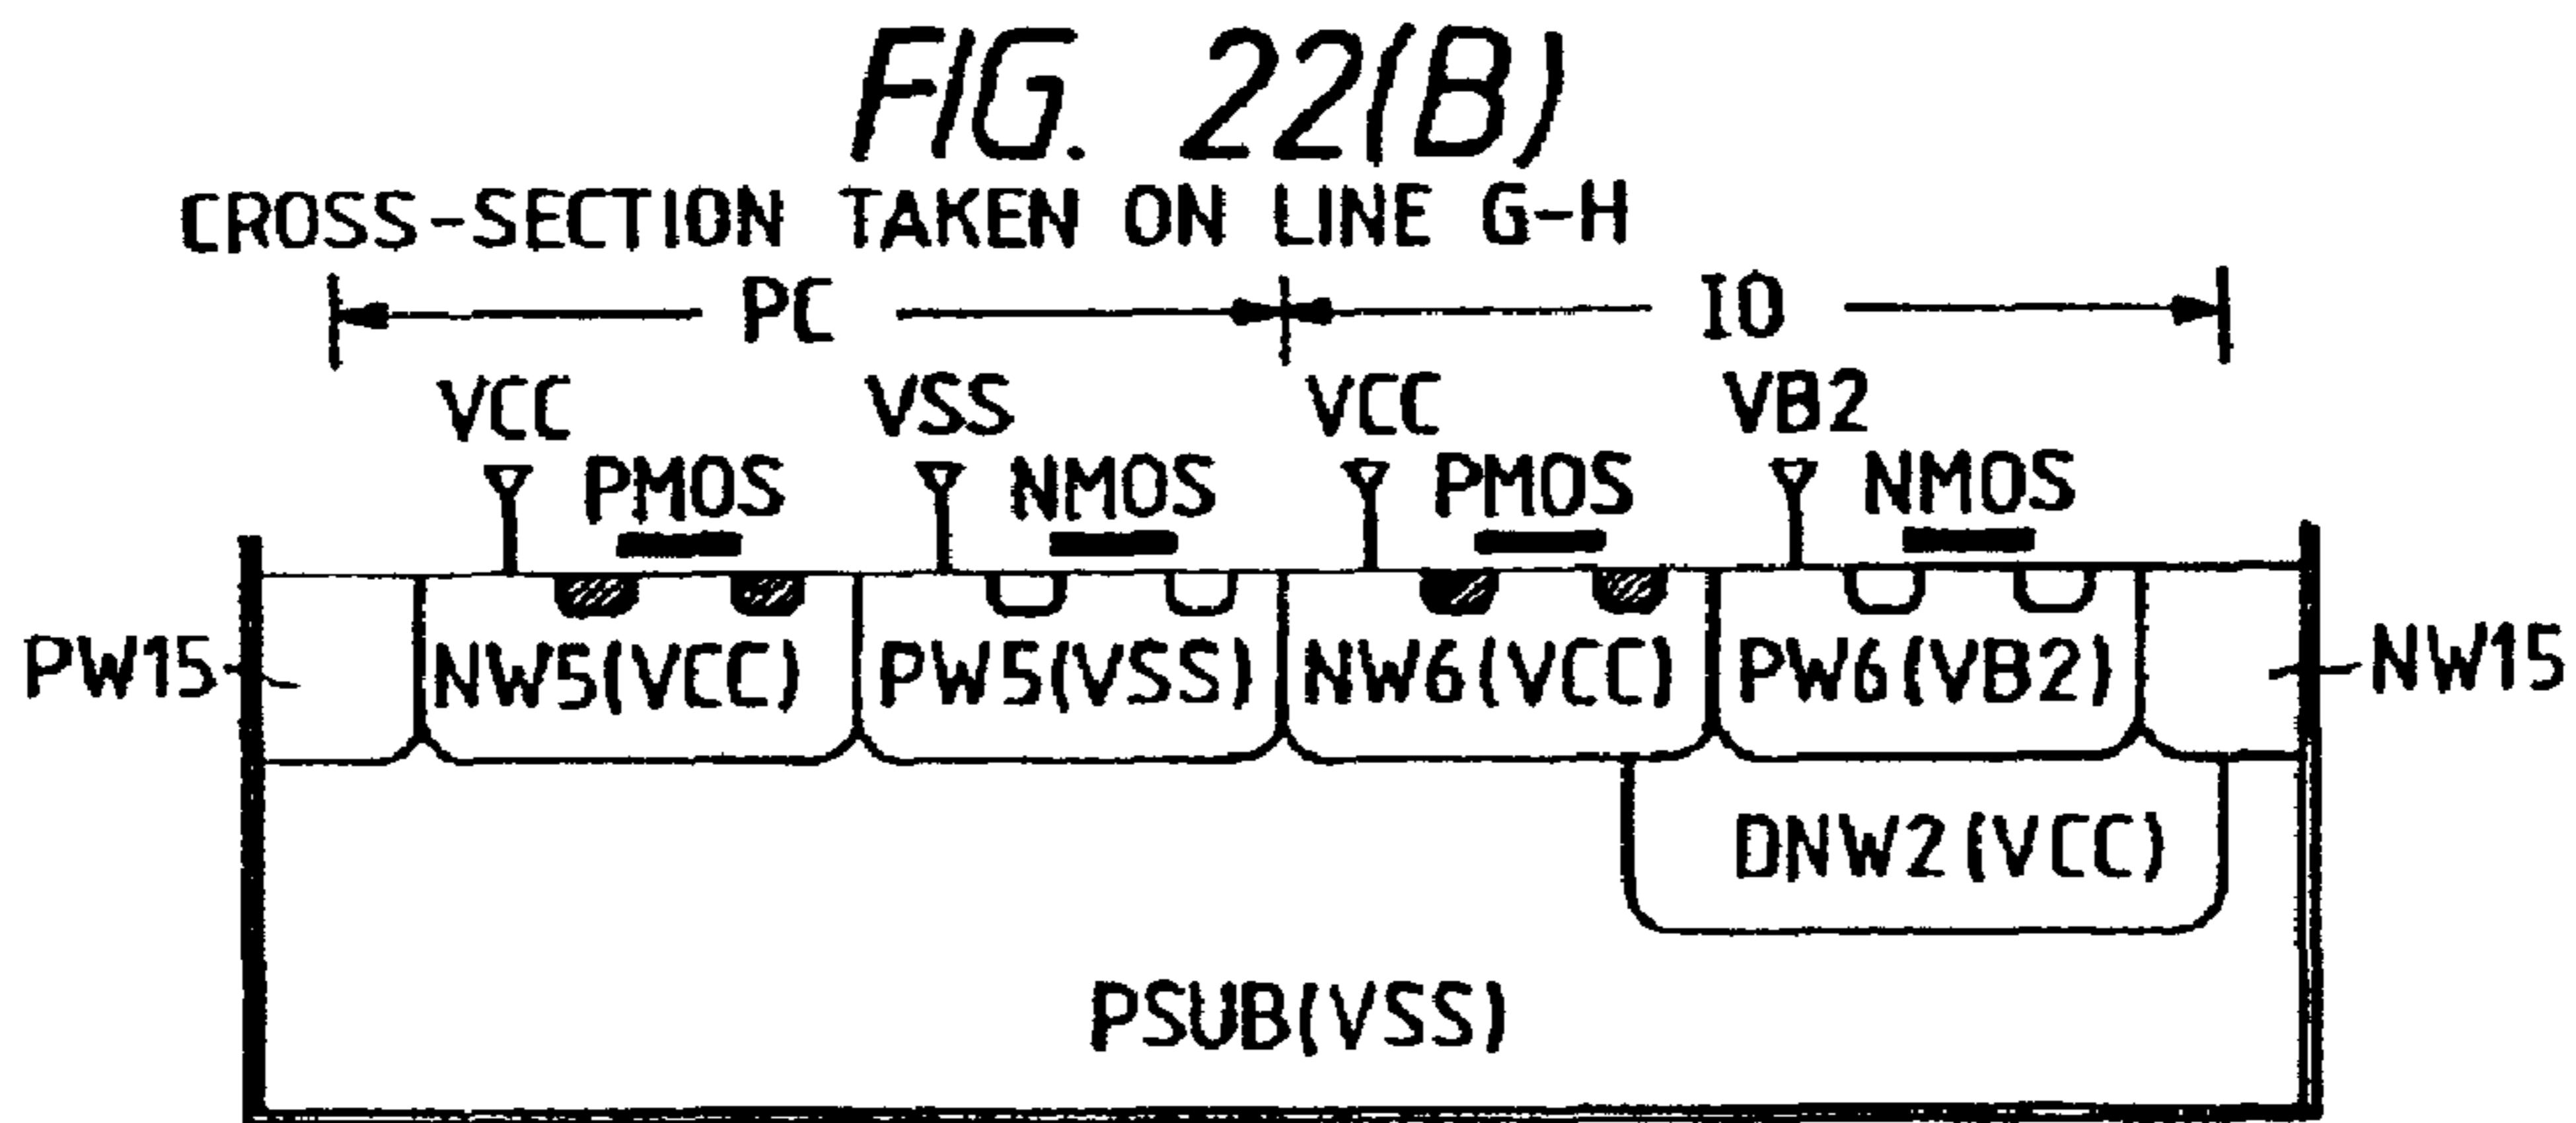 FIG. 22(B)
CROSS-SECTION TAKEN ON LINE G-H
PC IO
VCC VSS VCC VB2
PMOS NMOS PMOS NMOS
PW15 NW5(VCC) PW5(VSS) NW6(VCC) PW6(VB2) NW15
DNW2(VCC)
PSUB(VSS)